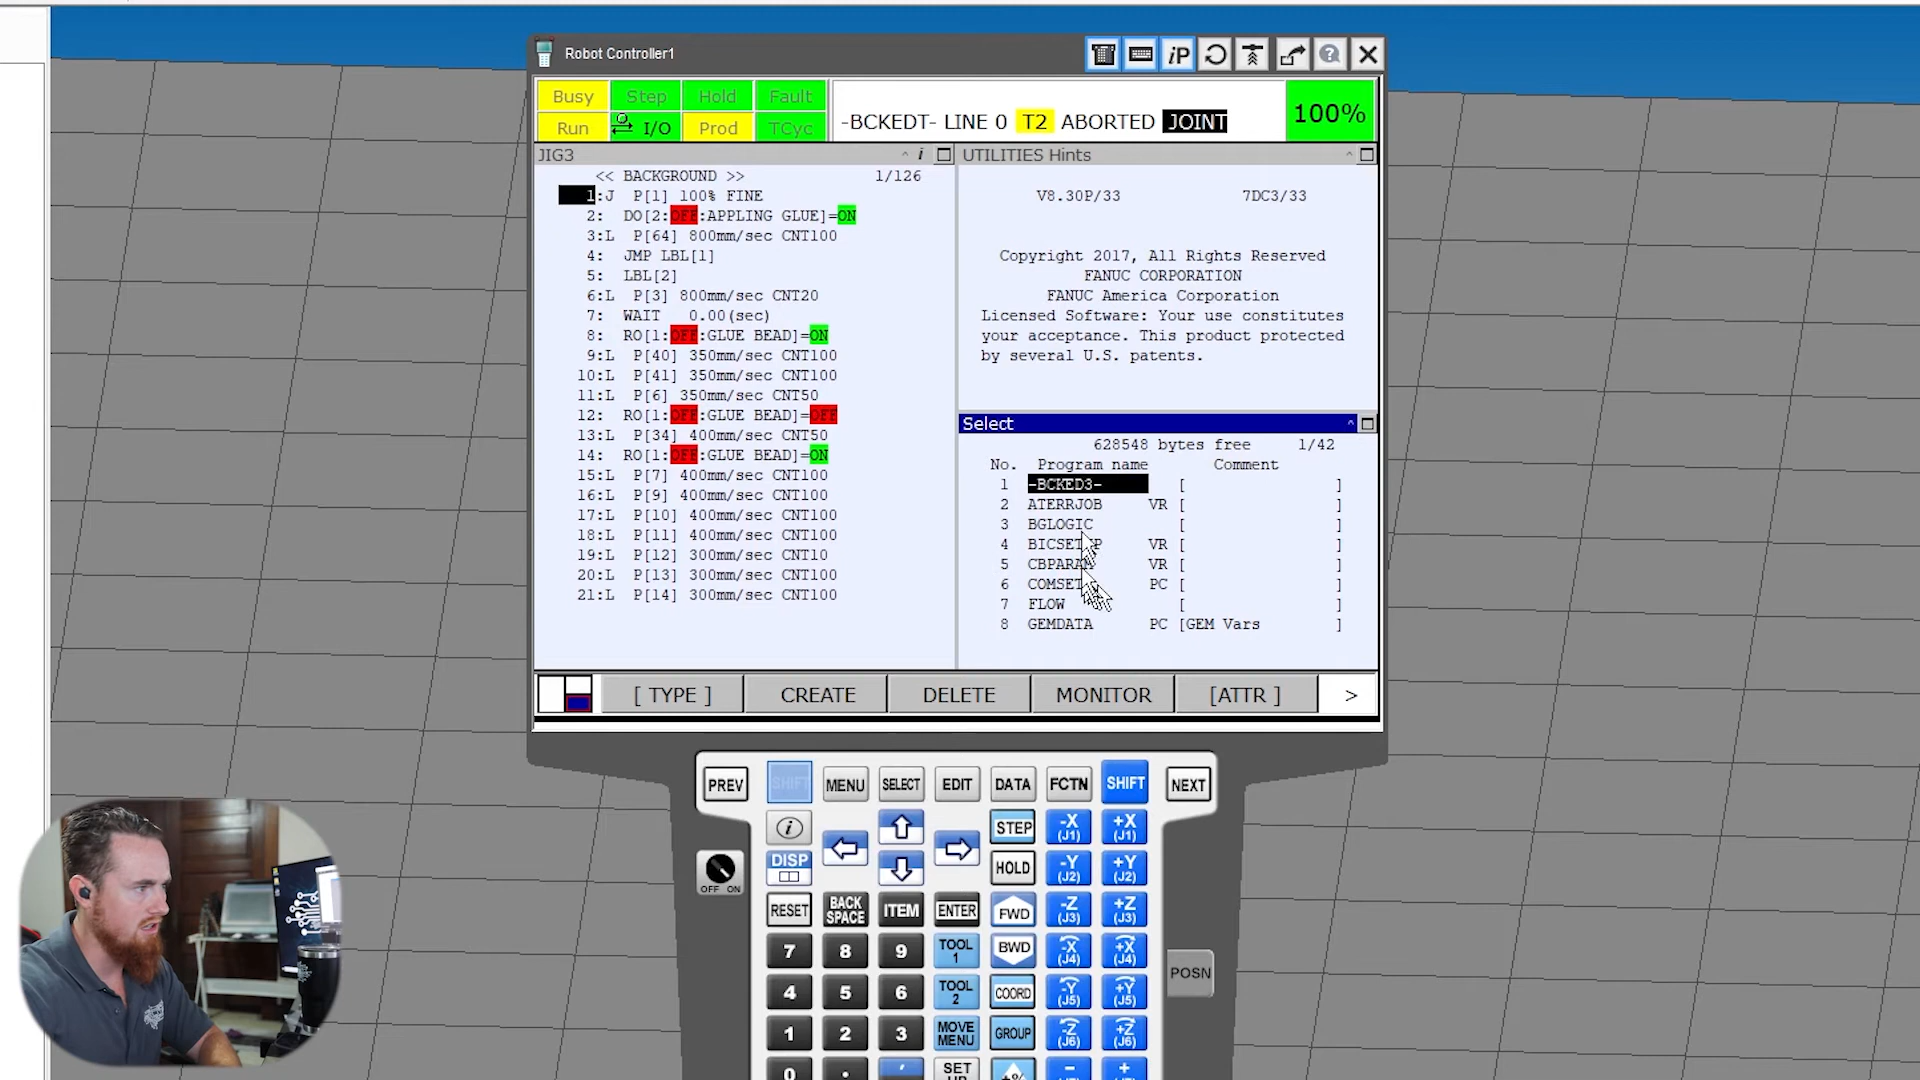 Robot Controller1
iP
Busy Step Hold Fault
Run I/O Prod TCyc
-BCKEDT- LINE 0 T2 ABORTED JOINT
100%
JIG3
i
<< BACKGROUND >> 1/126
1:J P[1] 100% FINE
2: DO[2:OFF:APPLING GLUE]=ON
3:L P[64] 800mm/sec CNT100
4: JMP LBL[1]
5: LBL[2]
6:L P[3] 800mm/sec CNT20
7: WAIT 0.00(sec)
8: RO[1:OFF:GLUE BEAD]=ON
9:L P[40] 350mm/sec CNT100
10:L P[41] 350mm/sec CNT100
11:L P[6] 350mm/sec CNT50
12: RO[1:OFF:GLUE BEAD]=OFF
13:L P[34] 400mm/sec CNT50
14: RO[1:OFF:GLUE BEAD]=ON
15:L P[7] 400mm/sec CNT100
16:L P[9] 400mm/sec CNT100
17:L P[10] 400mm/sec CNT100
18:L P[11] 400mm/sec CNT100
19:L P[12] 300mm/sec CNT10
20:L P[13] 300mm/sec CNT100
21:L P[14] 300mm/sec CNT100
UTILITIES Hints
V8.30P/33 7DC3/33
Copyright 2017, All Rights Reserved
FANUC CORPORATION
FANUC America Corporation
Licensed Software: Your use constitutes
your acceptance. This product protected
by several U.S. patents.
Select
628548 bytes free 1/42
No. Program name Comment
1 -BCKED3- [ ]
2 ATERRJOB VR [ ]
3 BGLOGIC [ ]
4 VR [ ]
5 CBPARAM VR [ ]
6 PC [ ]
7 FLOW [ ]
8 GEMDATA PC [GEM Vars ]
[ TYPE ] CREATE DELETE MONITOR [ATTR ] >
PREV SHIFT MENU SELECT EDIT DATA FCTN SHIFT NEXT
i STEP -X (J1) +X (J1)
OFF ON DISP HOLD -Y (J2) +Y (J2)
RESET BACK SPACE ITEM ENTER FWD -Z (J3) +Z (J3)
7 8 9 TOOL 1 BWD -X (J4) +X (J4)
POSN
4 5 6 TOOL 2 COORD -Y (J5) +Y (J5)
1 2 3 MOVE MENU GROUP -Z (J6) +Z (J6)
0 . , SET +% - +